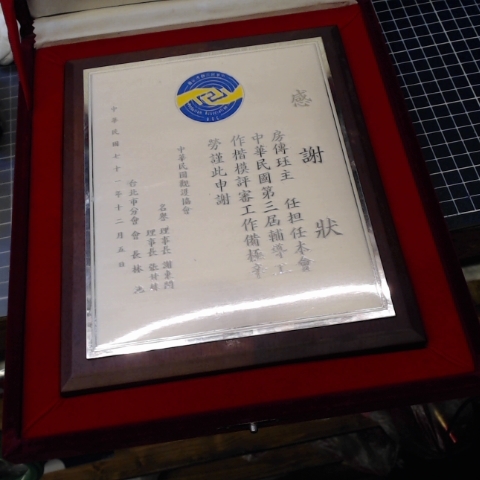 感謝狀
房傳珏主任担任本會
中華民國第三屆輔導工
作楷模評審工作備極辛
勞謹此申謝
中華民國觀護協會
名譽理事長
理事長
台北市分會會長林
中華民國七十一年十二月五日